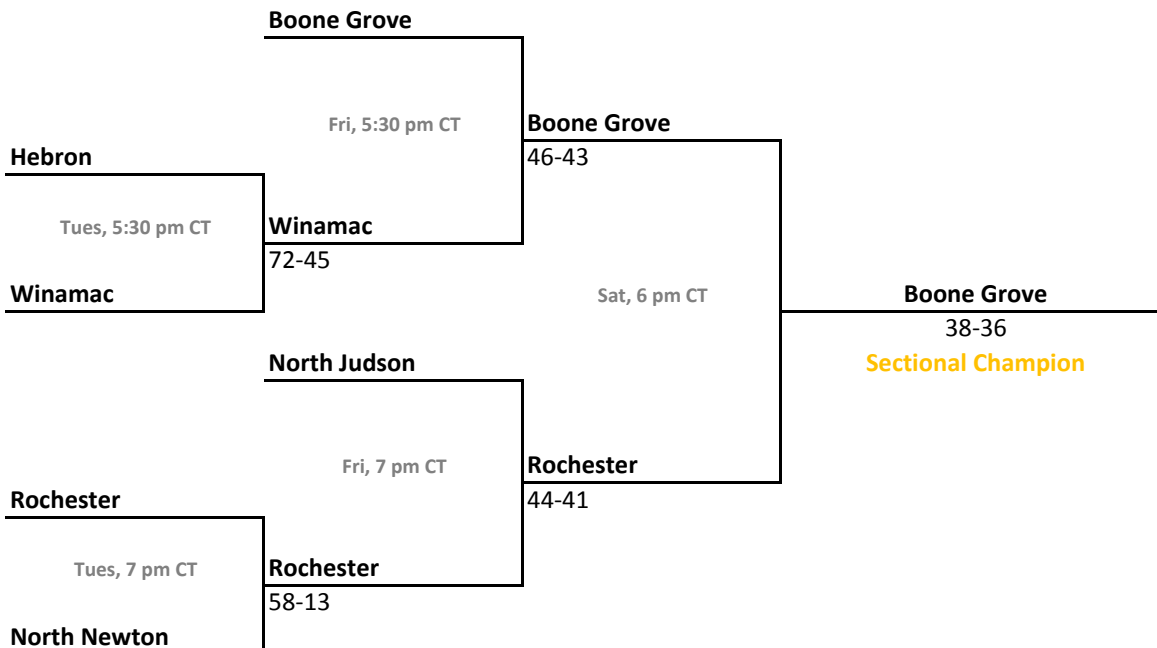 Boone Grove
Fri, 5:30 pm CT
Boone Grove
46-43
Hebron
Tues, 5:30 pm CT
Winamac
72-45
Winamac
Sat, 6 pm CT
Boone Grove
38-36
Sectional Champion
North Judson
Fri, 7 pm CT
Rochester
44-41
Rochester
Tues, 7 pm CT
Rochester
58-13
North Newton